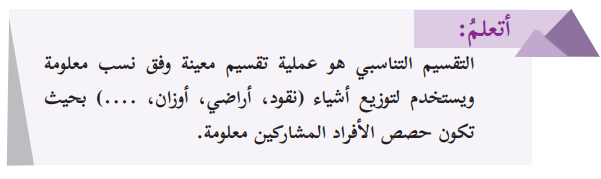 أتعلمُ:
التقسيم التناسبي هو عملية تقسيم معينة وفق نسب معلومة
ويستخدم لتوزيع أشياء (نقود، أراضي، أوزان، ....) بحيث
تكون حصص الأفراد المشاركين معلومة.